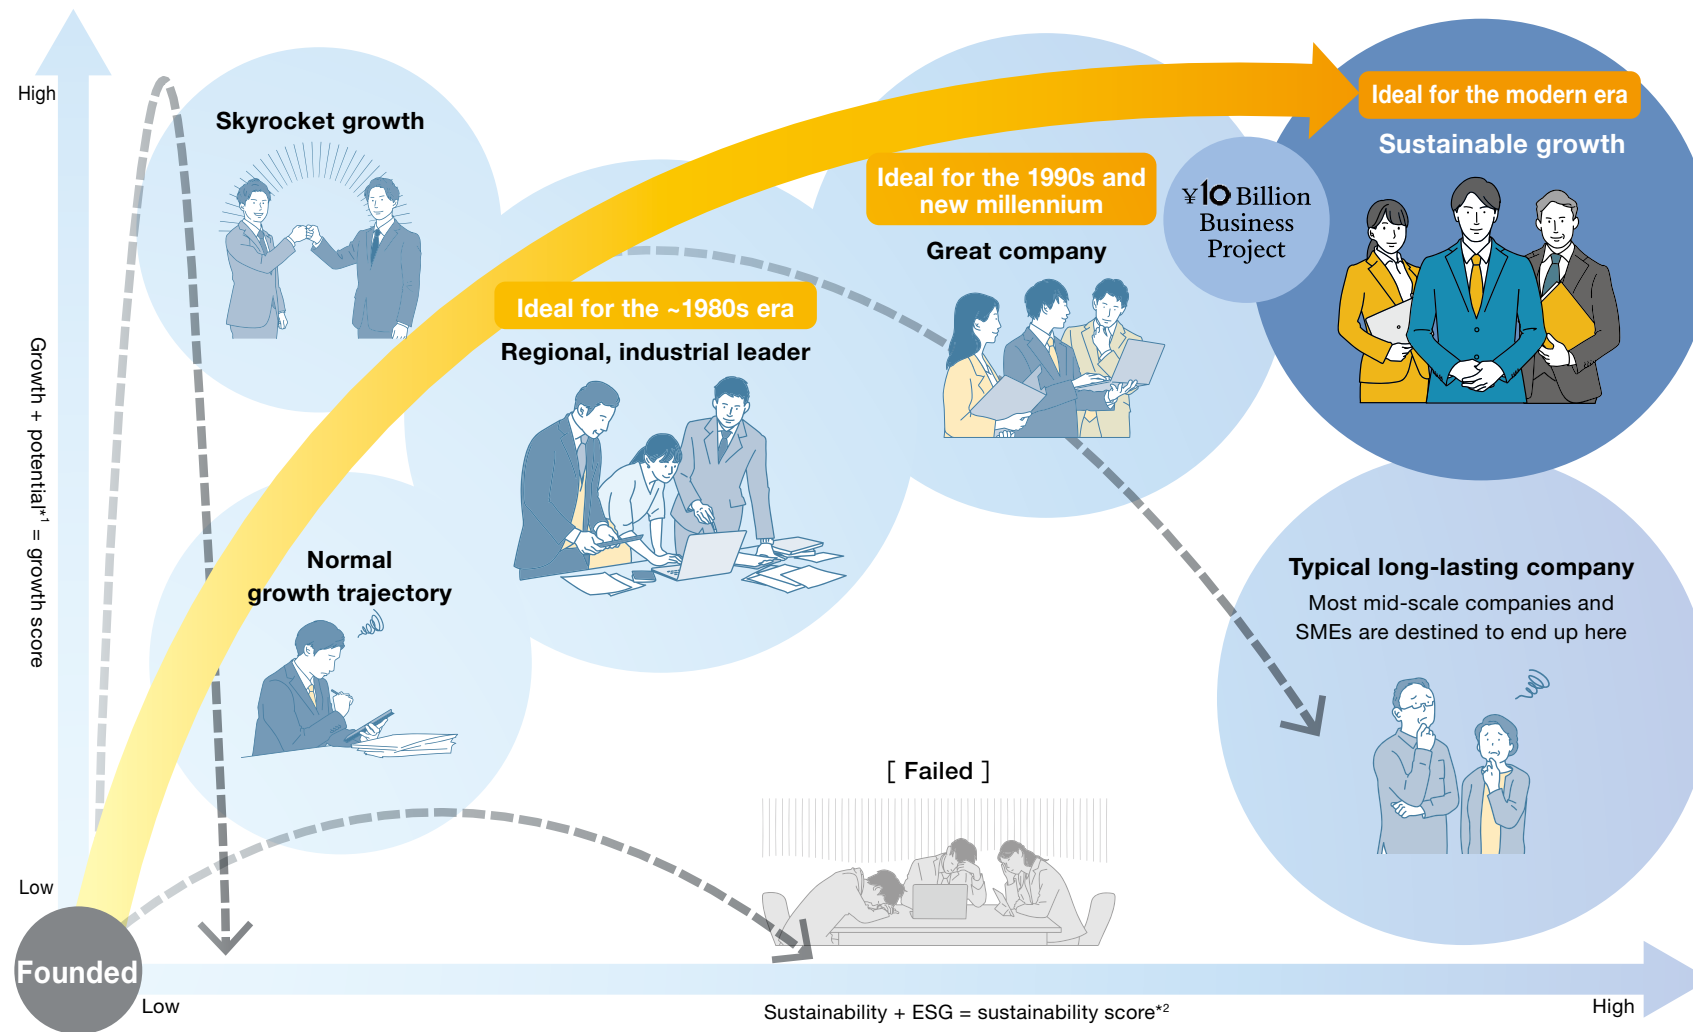 High
Skyrocket growth
Ideal for the modern era
Sustainable growth
Ideal for the 1990s and
new millennium
Great company
¥10 Billion
Business
Project
Ideal for the ~1980s era
Regional, industrial leader
Growth + potential*1 = growth score
Normal
growth trajectory
Typical long-lasting company
Most mid-scale companies and
SMEs are destined to end up here
[ Failed ]
Low
Founded
Low
Sustainability + ESG = sustainability score*2
High